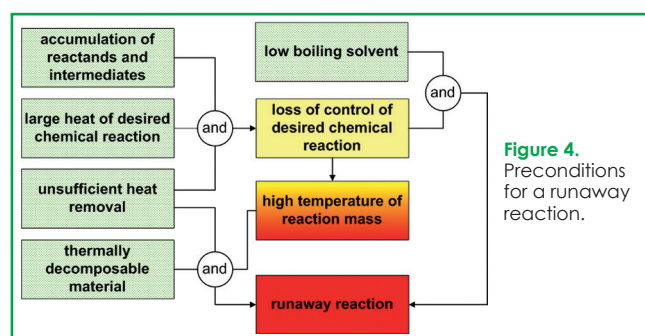 accumulation of
reactands and
intermediates
low boiling solvent
and
large heat of desired
chemical reaction
and
loss of control of
desired chemical
reaction
unsufficient heat
removal
high temperature of
reaction mass
thermally
decomposable
material
and
runaway reaction
Figure 4.
Preconditions
for a runaway
reaction.